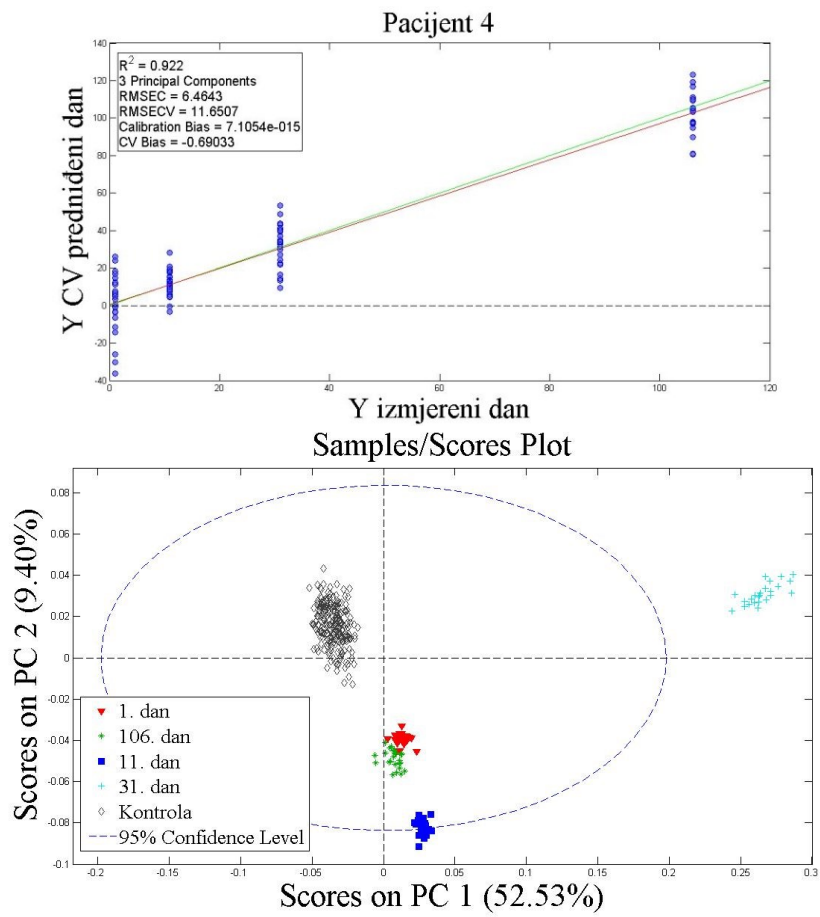 Pacijent 4
140
120
100
80
60
40
20
0
-20
-40
R² = 0.922
3 Principal Components
RMSEC = 6.4643
RMSECV = 11.6507
Calibration Bias = 7.1054e-015
CV Bias = -0.69033
Y CV prednideni dan
0 20 40 60 80 100 120
Y izmjereni dan
Samples/Scores Plot
0.08
0.06
0.04
0.02
0
-0.02
-0.04
-0.06
-0.08
-0.1
Scores on PC 2 (9.40%)
1. dan
106. dan
11. dan
31. dan
Kontrola
95% Confidence Level
-0.2 -0.15 -0.1 -0.05 0 0.05 0.1 0.15 0.2 0.25 0.3
Scores on PC 1 (52.53%)